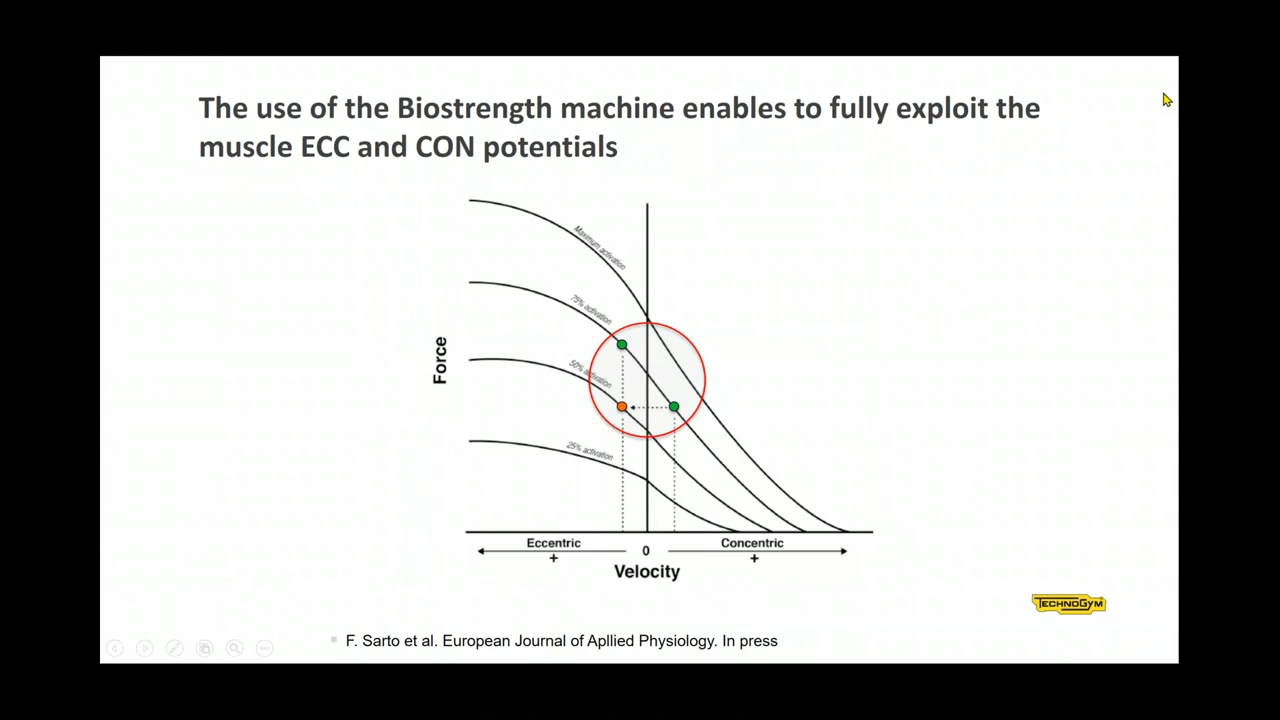 The use of the Biostrength machine enables to fully exploit the
muscle ECC and CON potentials
Maximum activation
75% activation
50% activation
25% activation
Force
Eccentric
0
Concentric
+
+
Velocity
TECHNOGYM
F. Sarto et al. European Journal of Apllied Physiology. In press